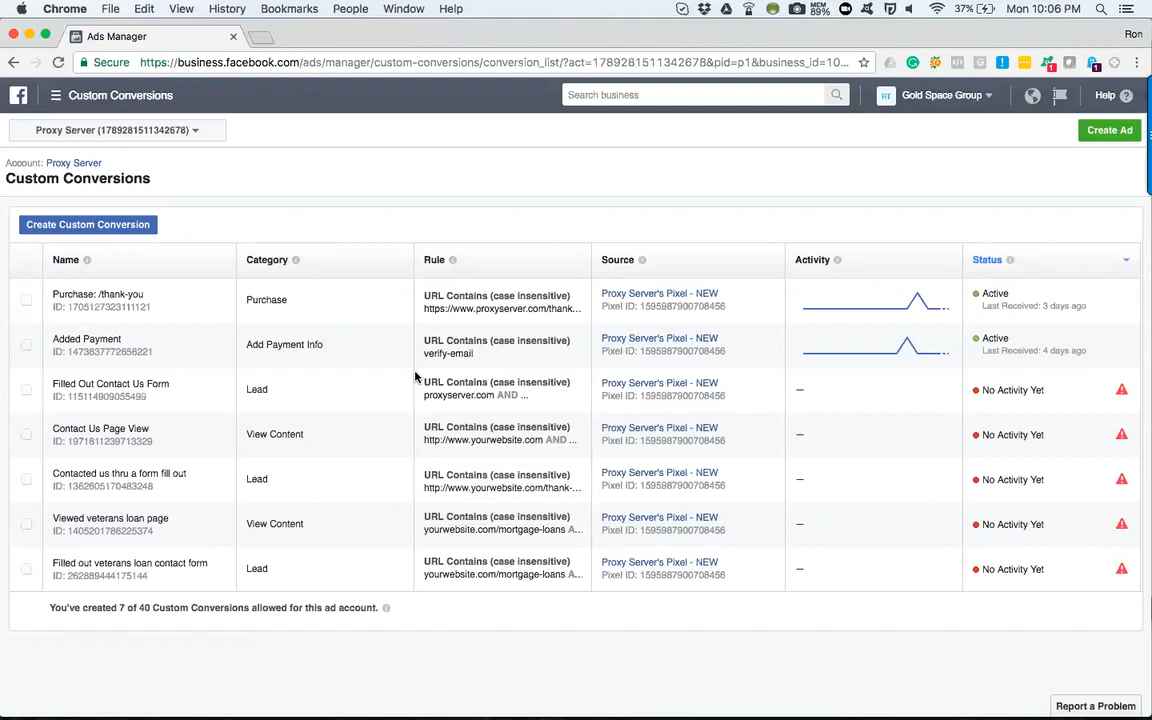 Chrome File Edit View History Bookmarks People Window Help MEM 89% 37% Mon 10:06 PM
Ads Manager Ron
Secure https://business.facebook.com/ads/manager/custom-conversions/conversion_list/?act=1789281511342678&pid=p1&business_id=10...
Custom Conversions Search business RT Gold Space Group Help
Proxy Server (1789281511342678) Create Ad
Account: Proxy Server
Custom Conversions
Create Custom Conversion
Name Category Rule Source Activity Status
Purchase: /thank-you Purchase URL Contains (case insensitive) Proxy Server's Pixel - NEW Active
ID: 1705127323111121 https://www.proxyserver.com/thank... Pixel ID: 1595987900708456 Last Received: 3 days ago
Added Payment Add Payment Info URL Contains (case insensitive) Proxy Server's Pixel - NEW Active
ID: 1473837772656221 verify-email Pixel ID: 1595987900708456 Last Received: 4 days ago
Filled Out Contact Us Form Lead URL Contains (case insensitive) Proxy Server's Pixel - NEW No Activity Yet
ID: 115114909055499 proxyserver.com AND ... Pixel ID: 1595987900708456
Contact Us Page View View Content URL Contains (case insensitive) Proxy Server's Pixel - NEW No Activity Yet
ID: 1971811239713329 http://www.yourwebsite.com AND ... Pixel ID: 1595987900708456
Contacted us thru a form fill out Lead URL Contains (case insensitive) Proxy Server's Pixel - NEW No Activity Yet
ID: 1362605170483248 http://www.yourwebsite.com/thank-... Pixel ID: 1595987900708456
Viewed veterans loan page View Content URL Contains (case insensitive) Proxy Server's Pixel - NEW No Activity Yet
ID: 1405201786225374 yourwebsite.com/mortgage-loans A... Pixel ID: 1595987900708456
Filled out veterans loan contact form Lead URL Contains (case insensitive) Proxy Server's Pixel - NEW No Activity Yet
ID: 262889444175144 yourwebsite.com/mortgage-loans A... Pixel ID: 1595987900708456
You've created 7 of 40 Custom Conversions allowed for this ad account.
Report a Problem